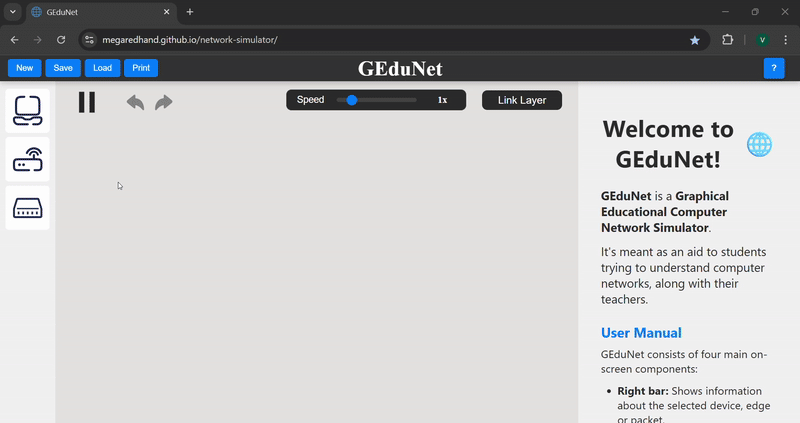 GEduNet
megaredhand.github.io/network-simulator/
V
New Save Load Print
GEduNet
?
Speed 1x
Link Layer
Welcome to
GEduNet!
GEduNet is a Graphical
Educational Computer
Network Simulator.
It's meant as an aid to students
trying to understand computer
networks, along with their
teachers.
User Manual
GEduNet consists of four main on-
screen components:
• Right bar: Shows information
about the selected device, edge
or packet.